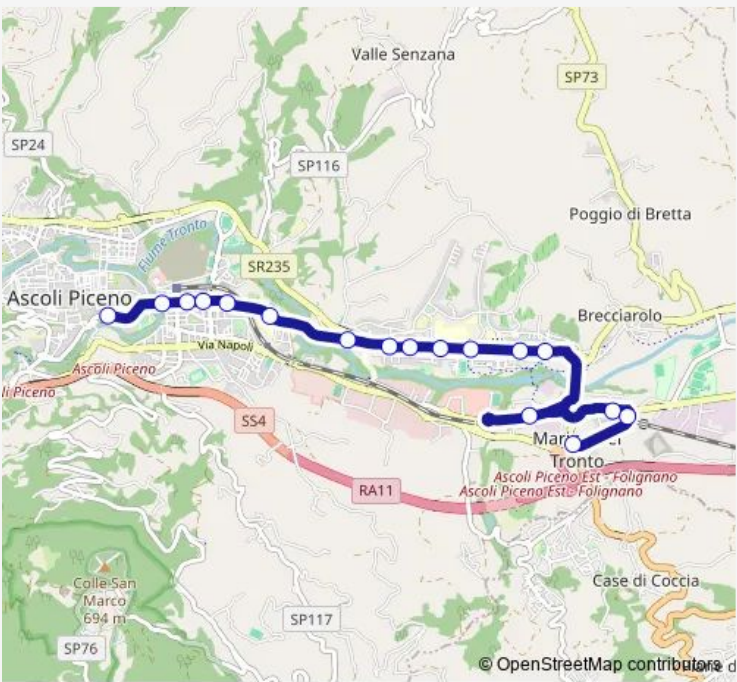 Valle Senzana
SP73
SP24
SP116
Poggio di Bretta
Fiume Tronto
SR235
Ascoli Piceno
Brecciarolo
Via Napoli
Ascoli Piceno
li Piceno
SS4
Tronto
Ascoli Piceno Est - Folignano
Ascoli Piceno Est - Folignano
RA11
Colle San
Marco
694 m
Case di Coccia
SP117
SP76
© OpenStreetMap contributors